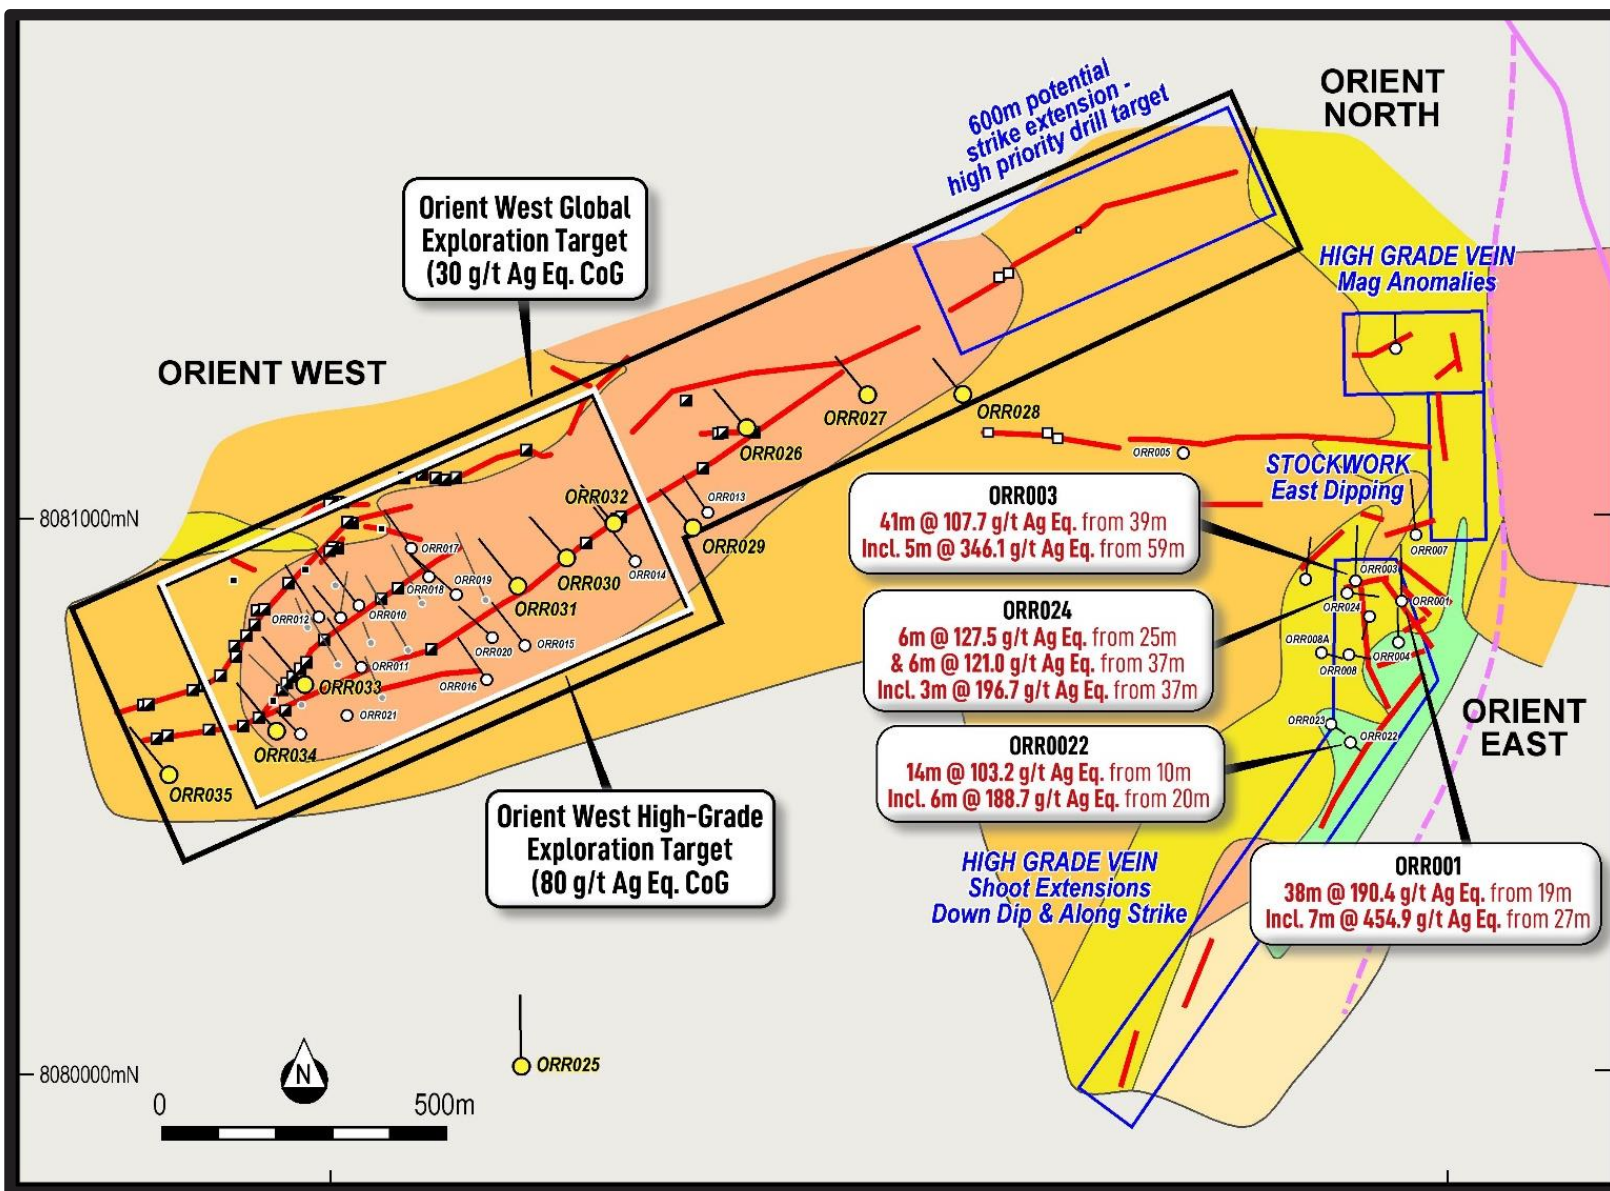 ORIENT
NORTH
600m potential
strike extension -
high priority drill target
Orient West Global
Exploration Target
(30 g/t Ag Eq. CoG
HIGH GRADE VEIN
Mag Anomalies
ORIENT WEST
ORR027
ORR028
ORR026
ORR005
STOCKWORK
East Dipping
ORR032
ORR013
ORR003
41m @ 107.7 g/t Ag Eq. from 39m
Incl. 5m @ 346.1 g/t Ag Eq. from 59m
8081000mN
ORR029
ORR007
ORR017
ORR030
ORR014
ORR019
ORR018
ORR031
ORR003
ORR024
ORR001
ORR012
ORR010
ORR024
6m @ 127.5 g/t Ag Eq. from 25m
& 6m @ 121.0 g/t Ag Eq. from 37m
Incl. 3m @ 196.7 g/t Ag Eq. from 37m
ORR008A
ORR004
ORR008
ORR020
ORR015
ORR011
ORR033
ORR016
ORR021
ORR034
ORR035
ORR023
ORR022
ORIENT
EAST
ORR0022
14m @ 103.2 g/t Ag Eq. from 10m
Incl. 6m @ 188.7 g/t Ag Eq. from 20m
Orient West High-Grade
Exploration Target
(80 g/t Ag Eq. CoG
HIGH GRADE VEIN
Shoot Extensions
Down Dip & Along Strike
ORR001
38m @ 190.4 g/t Ag Eq. from 19m
Incl. 7m @ 454.9 g/t Ag Eq. from 27m
8080000mN
ORR025
N
0
500m